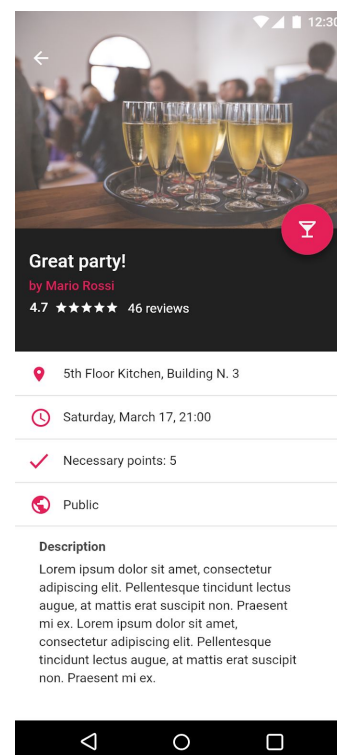 12:30
Great party!
by Mario Rossi
4.7 46 reviews
5th Floor Kitchen, Building N. 3
Saturday, March 17, 21:00
Necessary points: 5
Public
Description
Lorem ipsum dolor sit amet, consectetur
adipiscing elit. Pellentesque tincidunt lectus
augue, at mattis erat suscipit non. Praesent
mi ex. Lorem ipsum dolor sit amet,
consectetur adipiscing elit. Pellentesque
tincidunt lectus augue, at mattis erat suscipit
non. Praesent mi ex.